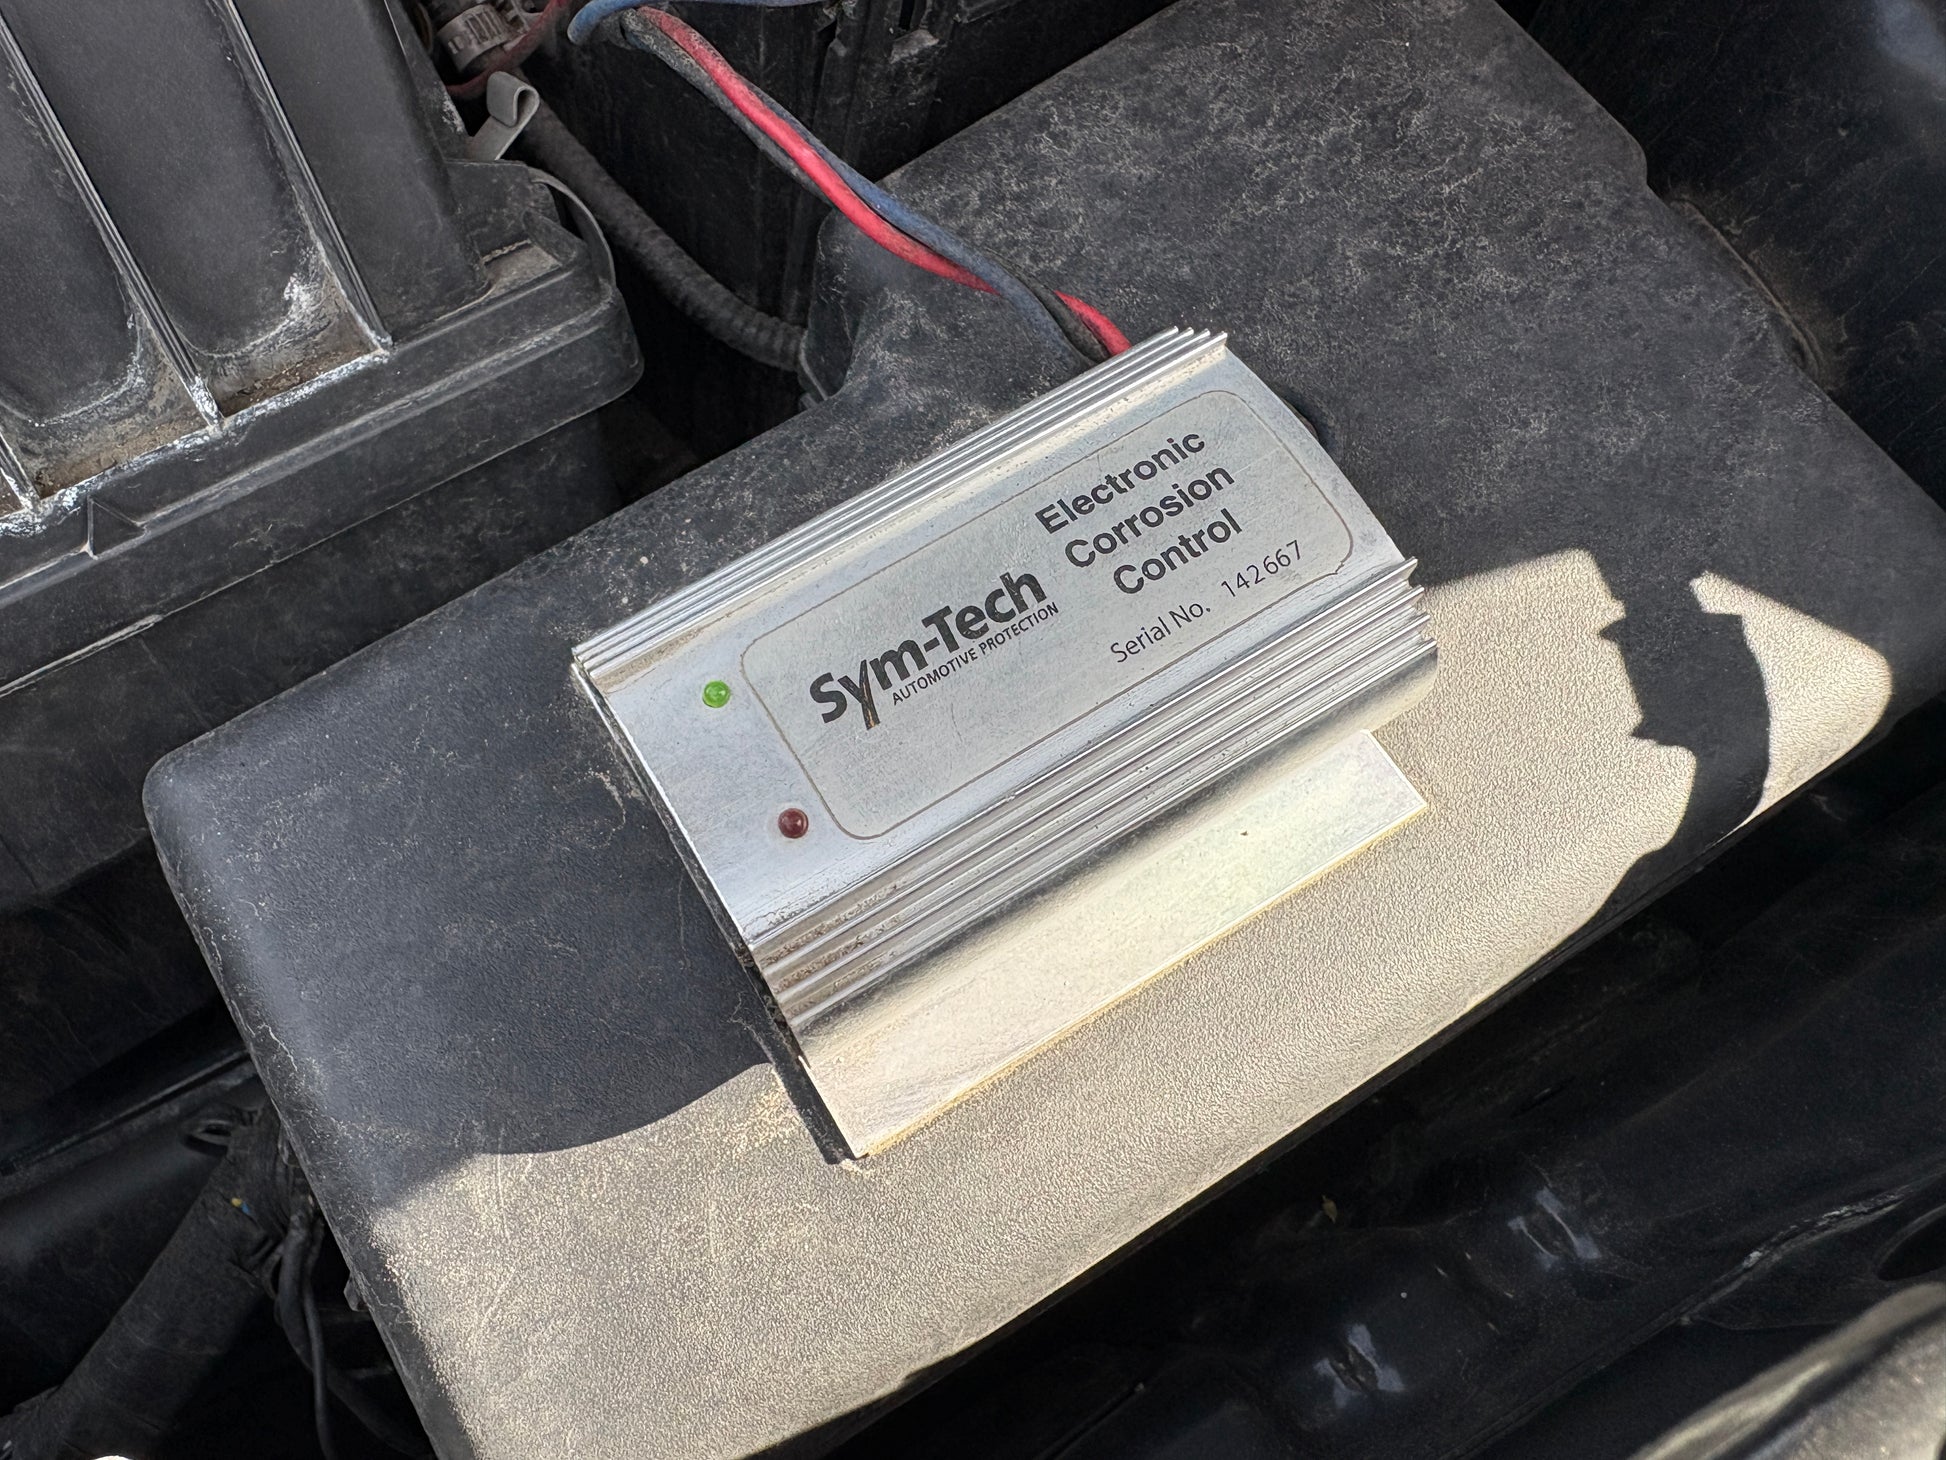 Sym-Tech
AUTOMOTIVE PROTECTION
Electronic
Corrosion
Control
Serial No. 142667